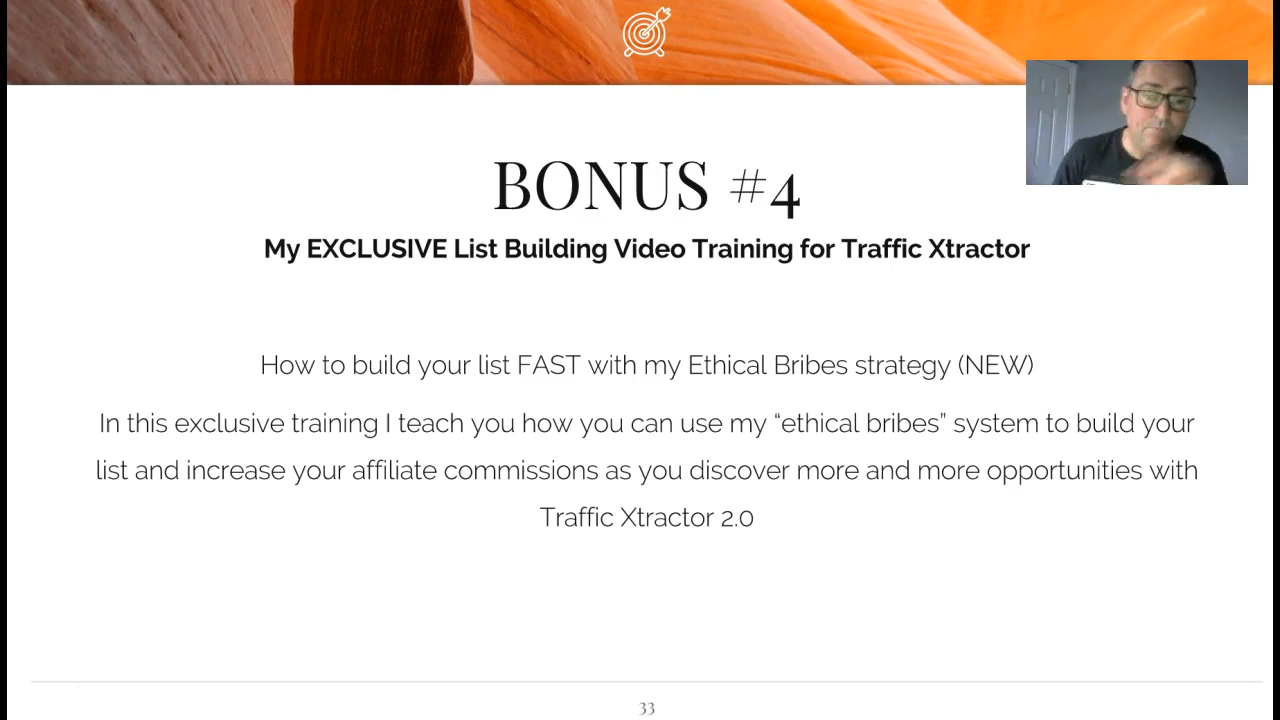 BONUS #4
My EXCLUSIVE List Building Video Training for Traffic Xtractor
How to build your list FAST with my Ethical Bribes strategy (NEW)
In this exclusive training I teach you how you can use my “ethical bribes” system to build your
list and increase your affiliate commissions as you discover more and more opportunities with
Traffic Xtractor 2.0
33